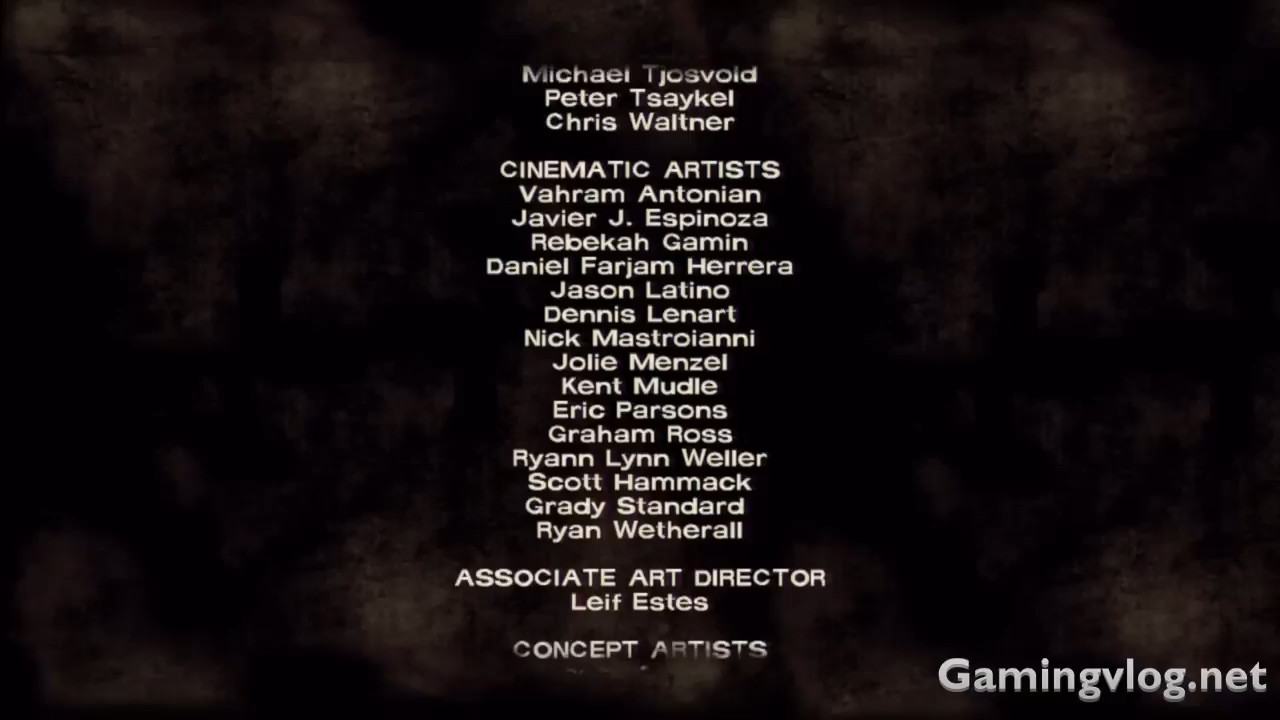 Michael Tjosvold
Peter Tsaykel
Chris Waltner
CINEMATIC ARTISTS
Vahram Antonian
Javier J. Espinoza
Rebekah Gamin
Daniel Farjam Herrera
Jason Latino
Dennis Lenart
Nick Mastroianni
Jolie Menzel
Kent Mudle
Eric Parsons
Graham Ross
Ryann Lynn Weller
Scott Hammack
Grady Standard
Ryan Wetherall
ASSOCIATE ART DIRECTOR
Leif Estes
CONCEPT ARTISTS
Gamingvlog.net